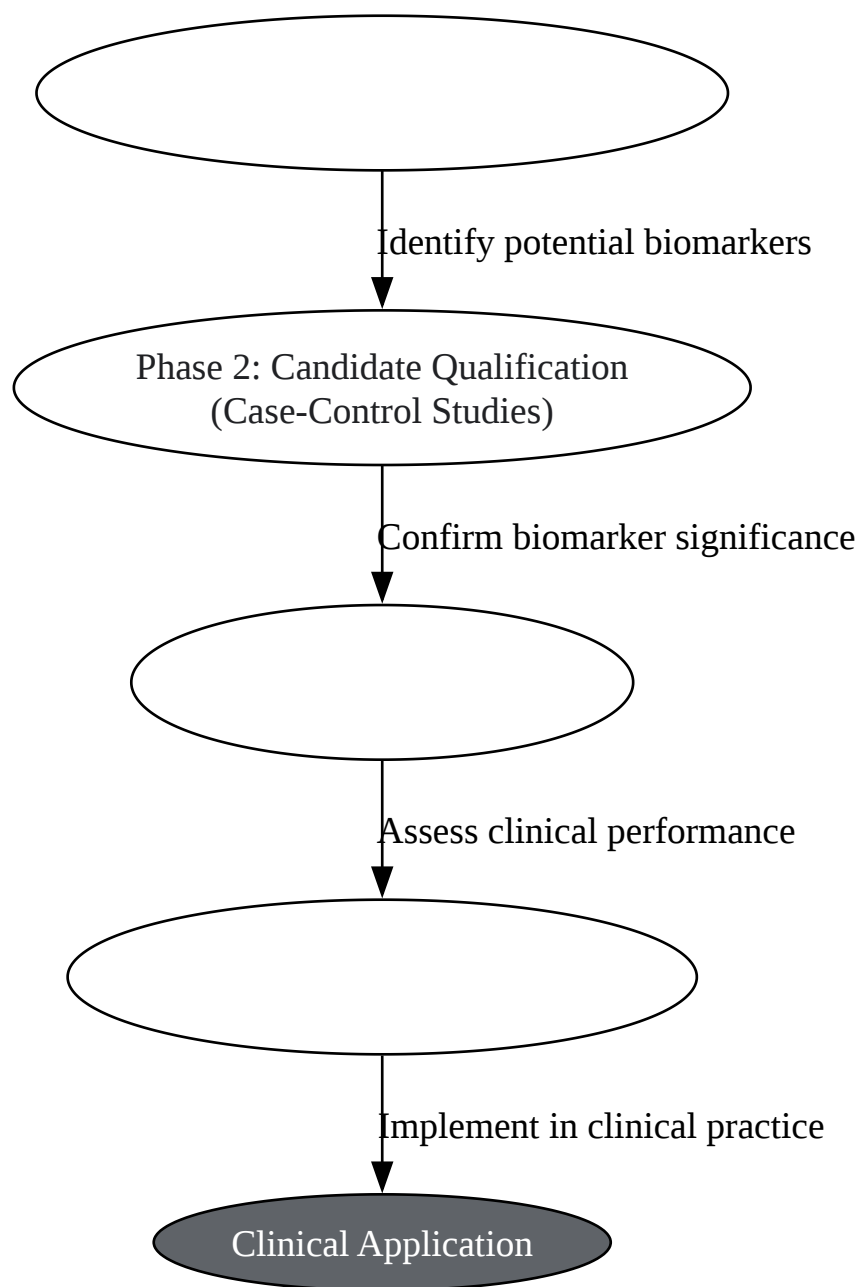 Identify potential biomarkers
Phase 2: Candidate Qualification
(Case-Control Studies)
Confirm biomarker significance
Assess clinical performance
Implement in clinical practice
Clinical Application